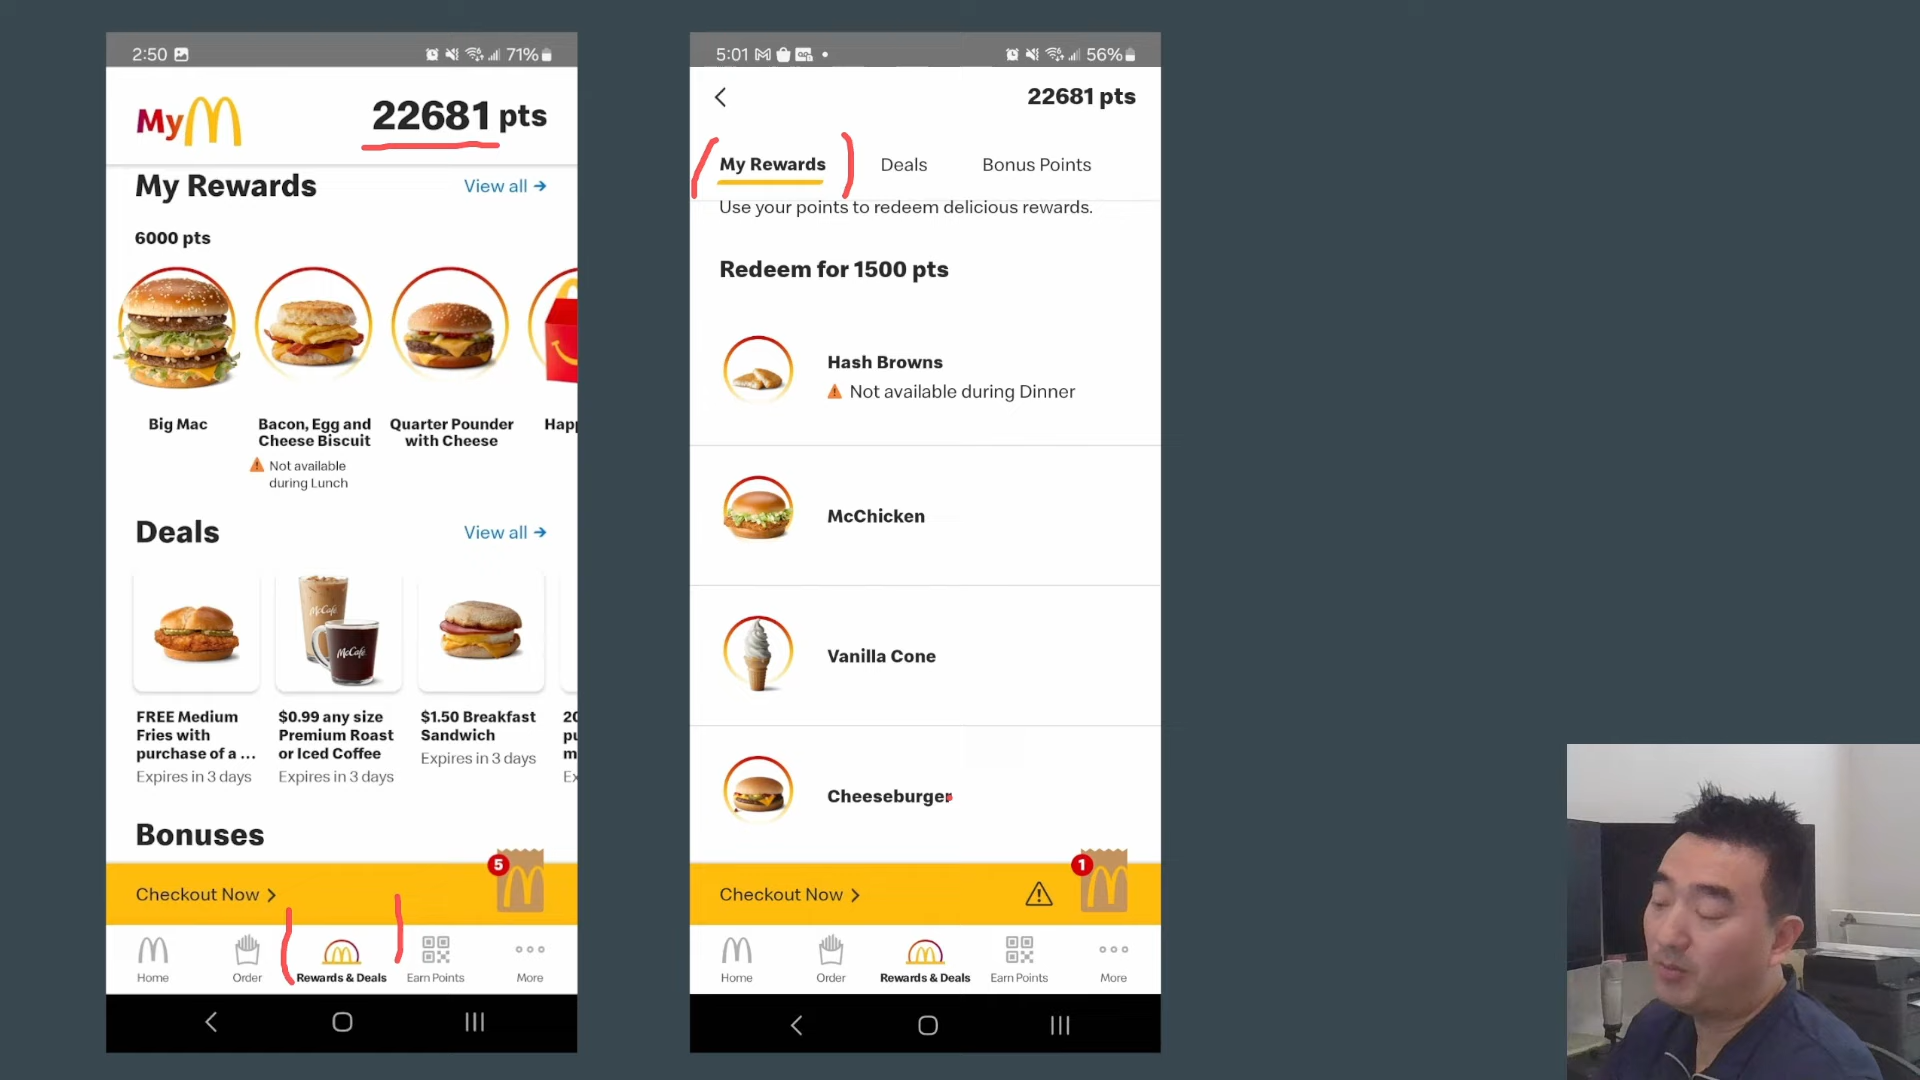 2:50
71%
My
22681 pts
My Rewards
View all →
6000 pts
Big Mac
Bacon, Egg and
Cheese Biscuit
Not available
during Lunch
Quarter Pounder
with Cheese
Deals
View all →
FREE Medium
Fries with
purchase of a ...
Expires in 3 days
McCafé
McCafé
$0.99 any size
Premium Roast
or Iced Coffee
Expires in 3 days
$1.50 Breakfast
Sandwich
Expires in 3 days
Bonuses
Checkout Now >
5
Home
Order
Rewards & Deals
Earn Points
More
5:01
56%
22681 pts
My Rewards
Deals
Bonus Points
Use your points to redeem delicious rewards.
Redeem for 1500 pts
Hash Browns
Not available during Dinner
McChicken
Vanilla Cone
Cheeseburger
Checkout Now >
1
Home
Order
Rewards & Deals
Earn Points
More